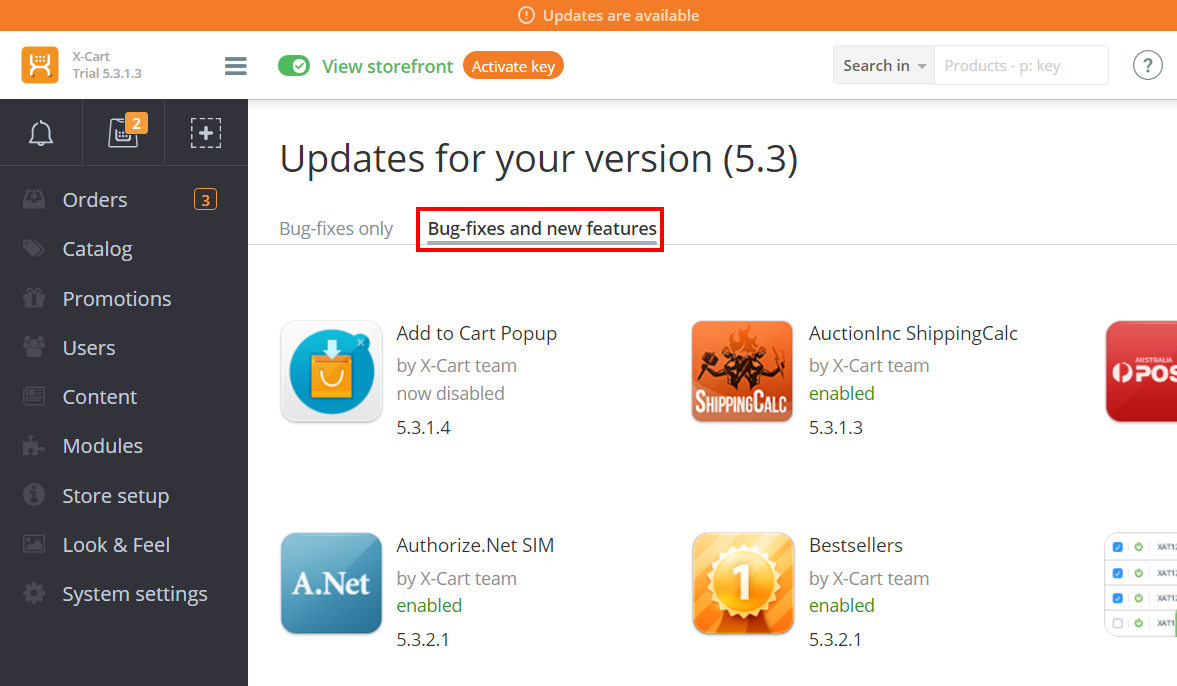 Updates are available
X-Cart
Trial 5.3.1.3
View storefront
Activate key
Search in
Products - p: key
?
2
Orders
3
Catalog
Promotions
Users
Content
Modules
Store setup
Look & Feel
System settings
Updates for your version (5.3)
Bug-fixes only
Bug-fixes and new features
Add to Cart Popup
by X-Cart team
now disabled
5.3.1.4
SHIPPINGCALC
AuctionInc ShippingCalc
by X-Cart team
enabled
5.3.1.3
AUSTRALIA
POS
A.Net
Authorize.Net SIM
by X-Cart team
enabled
5.3.2.1
1
Bestsellers
by X-Cart team
enabled
5.3.2.1
XAT12
XAT12
XAT12
XAT1